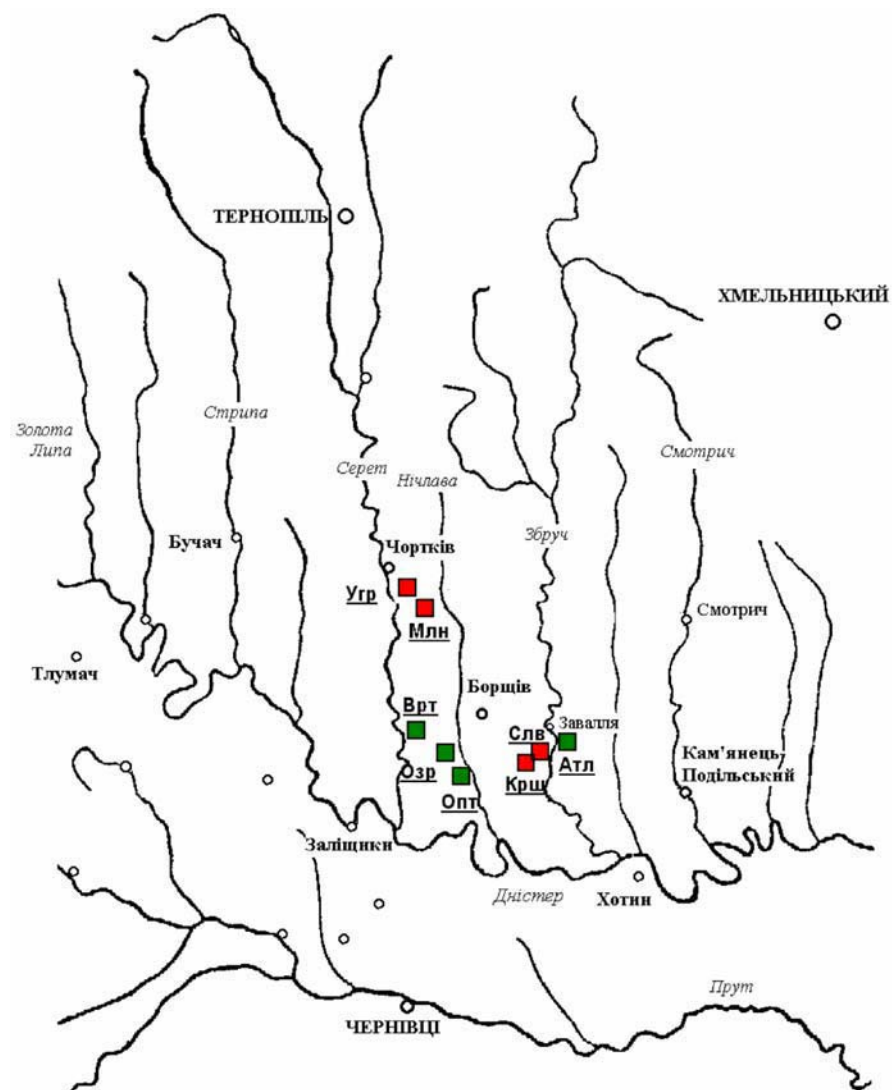 ТЕРНОПІЛЬ
ХМЕЛЬНИЦЬКИЙ
Золота
Липа
Стрипа
Серет
Нічлава
Смотрич
Збруч
Бучач
Чортків
Угр
Млн
Смотрич
Тлумач
Борщів
Врт
Слв
Завалля
Озр
Крш
Атл
Кам'янець-
Подільський
Опт
Заліщики
Дністер
Хотин
Прут
ЧЕРНІВЦІ